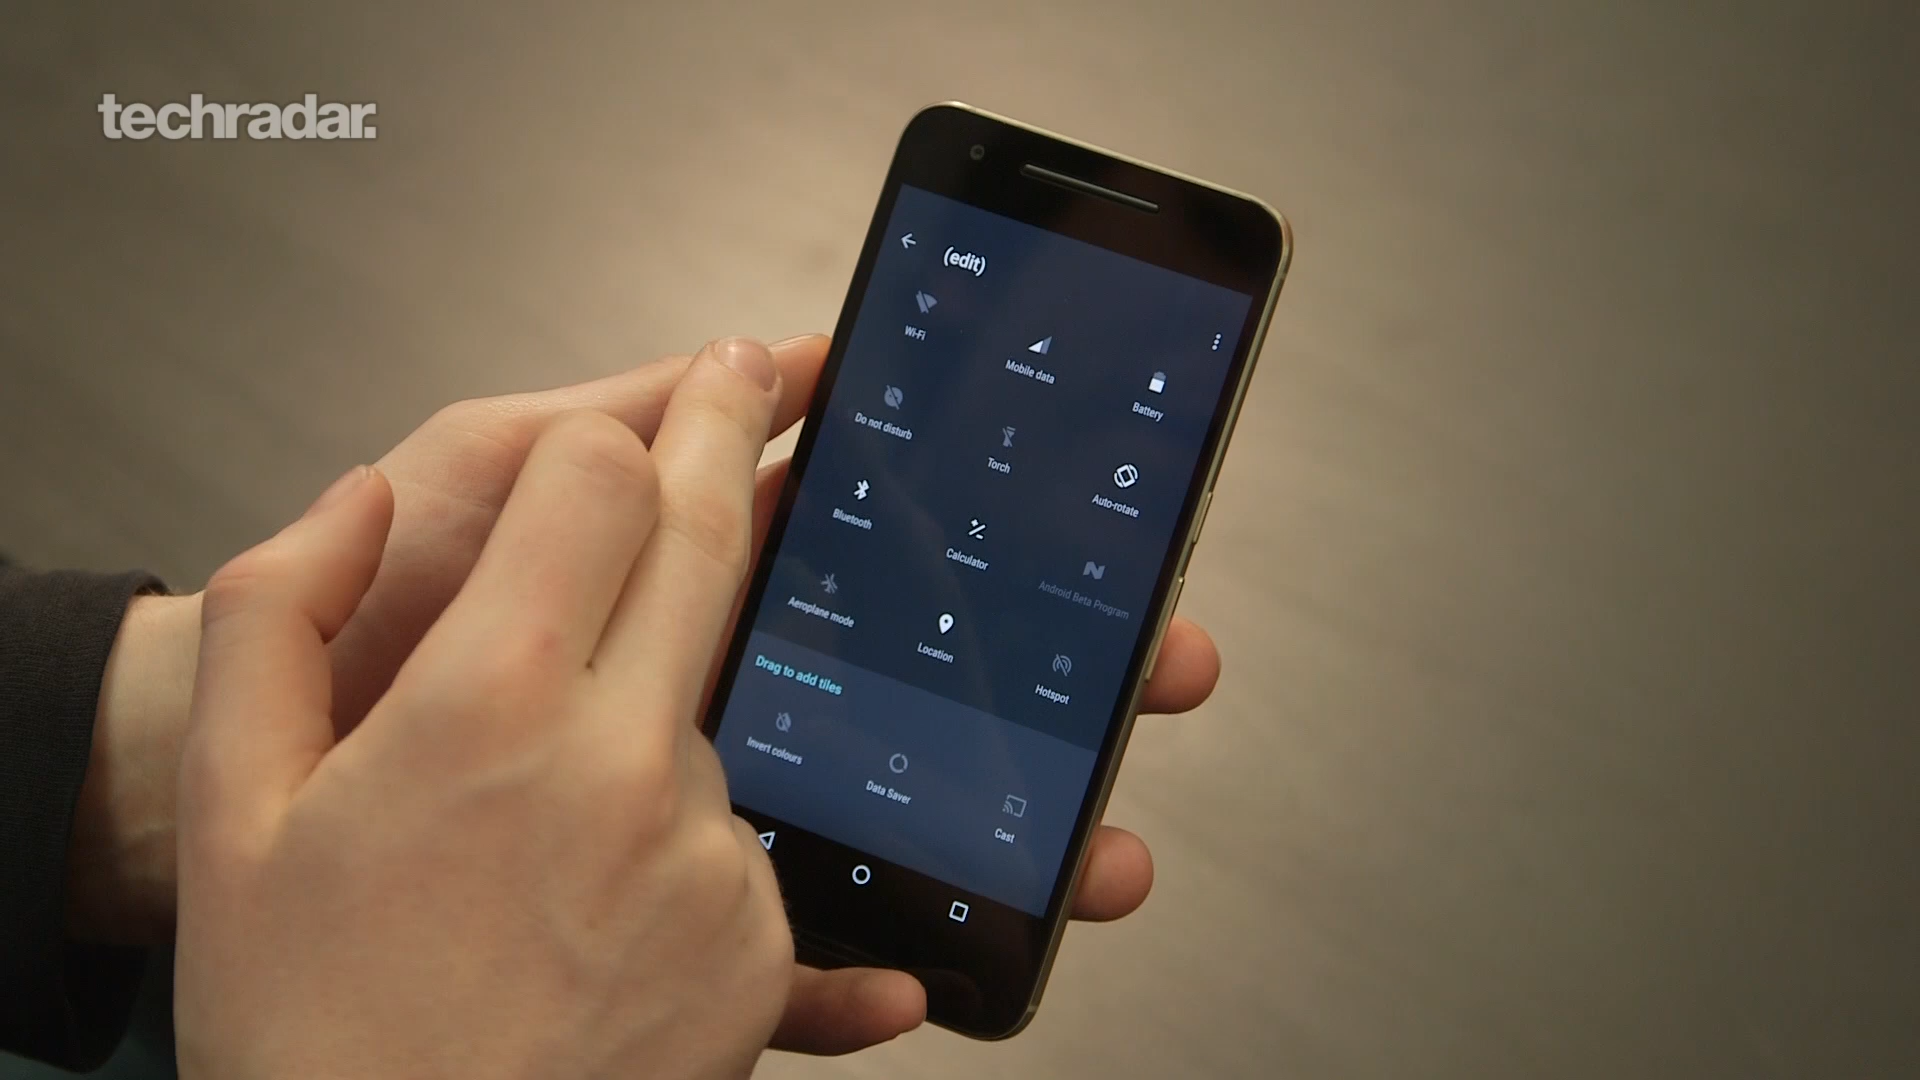 techradar.
(edit)
Wi-Fi
Mobile data
Battery
Do not disturb
Torch
Auto-rotate
Bluetooth
Calculator
Android Beta Program
Aeroplane mode
Location
Hotspot
Drag to add tiles
Invert colours
Data Saver
Cast